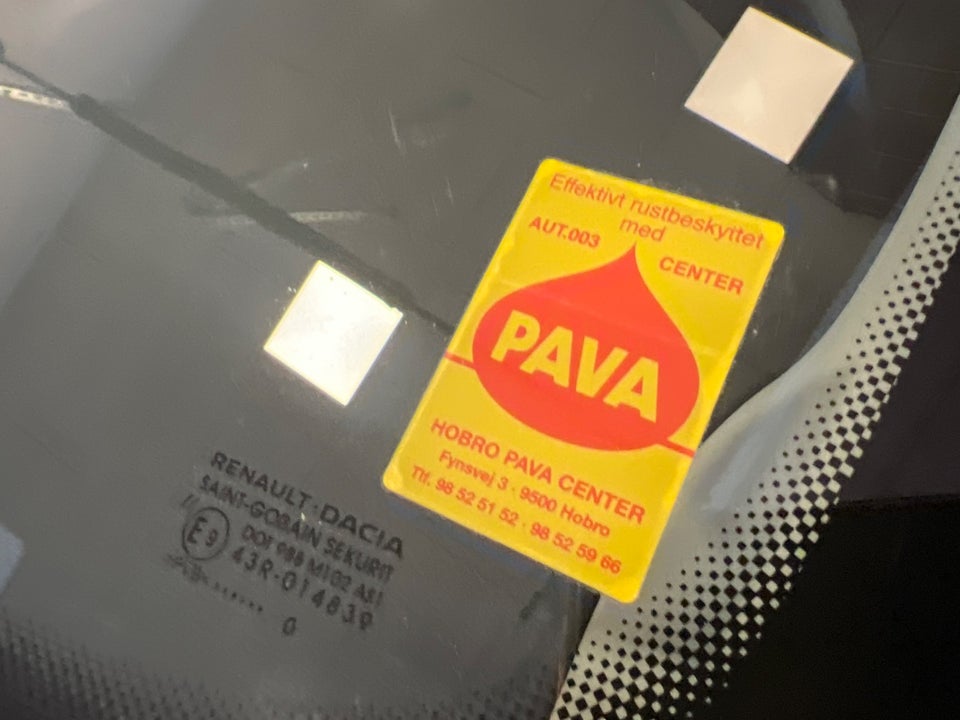 Effektivt rustbeskyttet
med
AUT.003
CENTER
PAVA
HOBRO PAVA CENTER
Fynsvej 3 · 9500 Hobro
Tlf. 98 52 51 52 · 98 52 59 66
RENAULT·DACIA
SAINT-GOBAIN SEKURIT
DOT 988 M102 AS1
E9
43R-014839
0